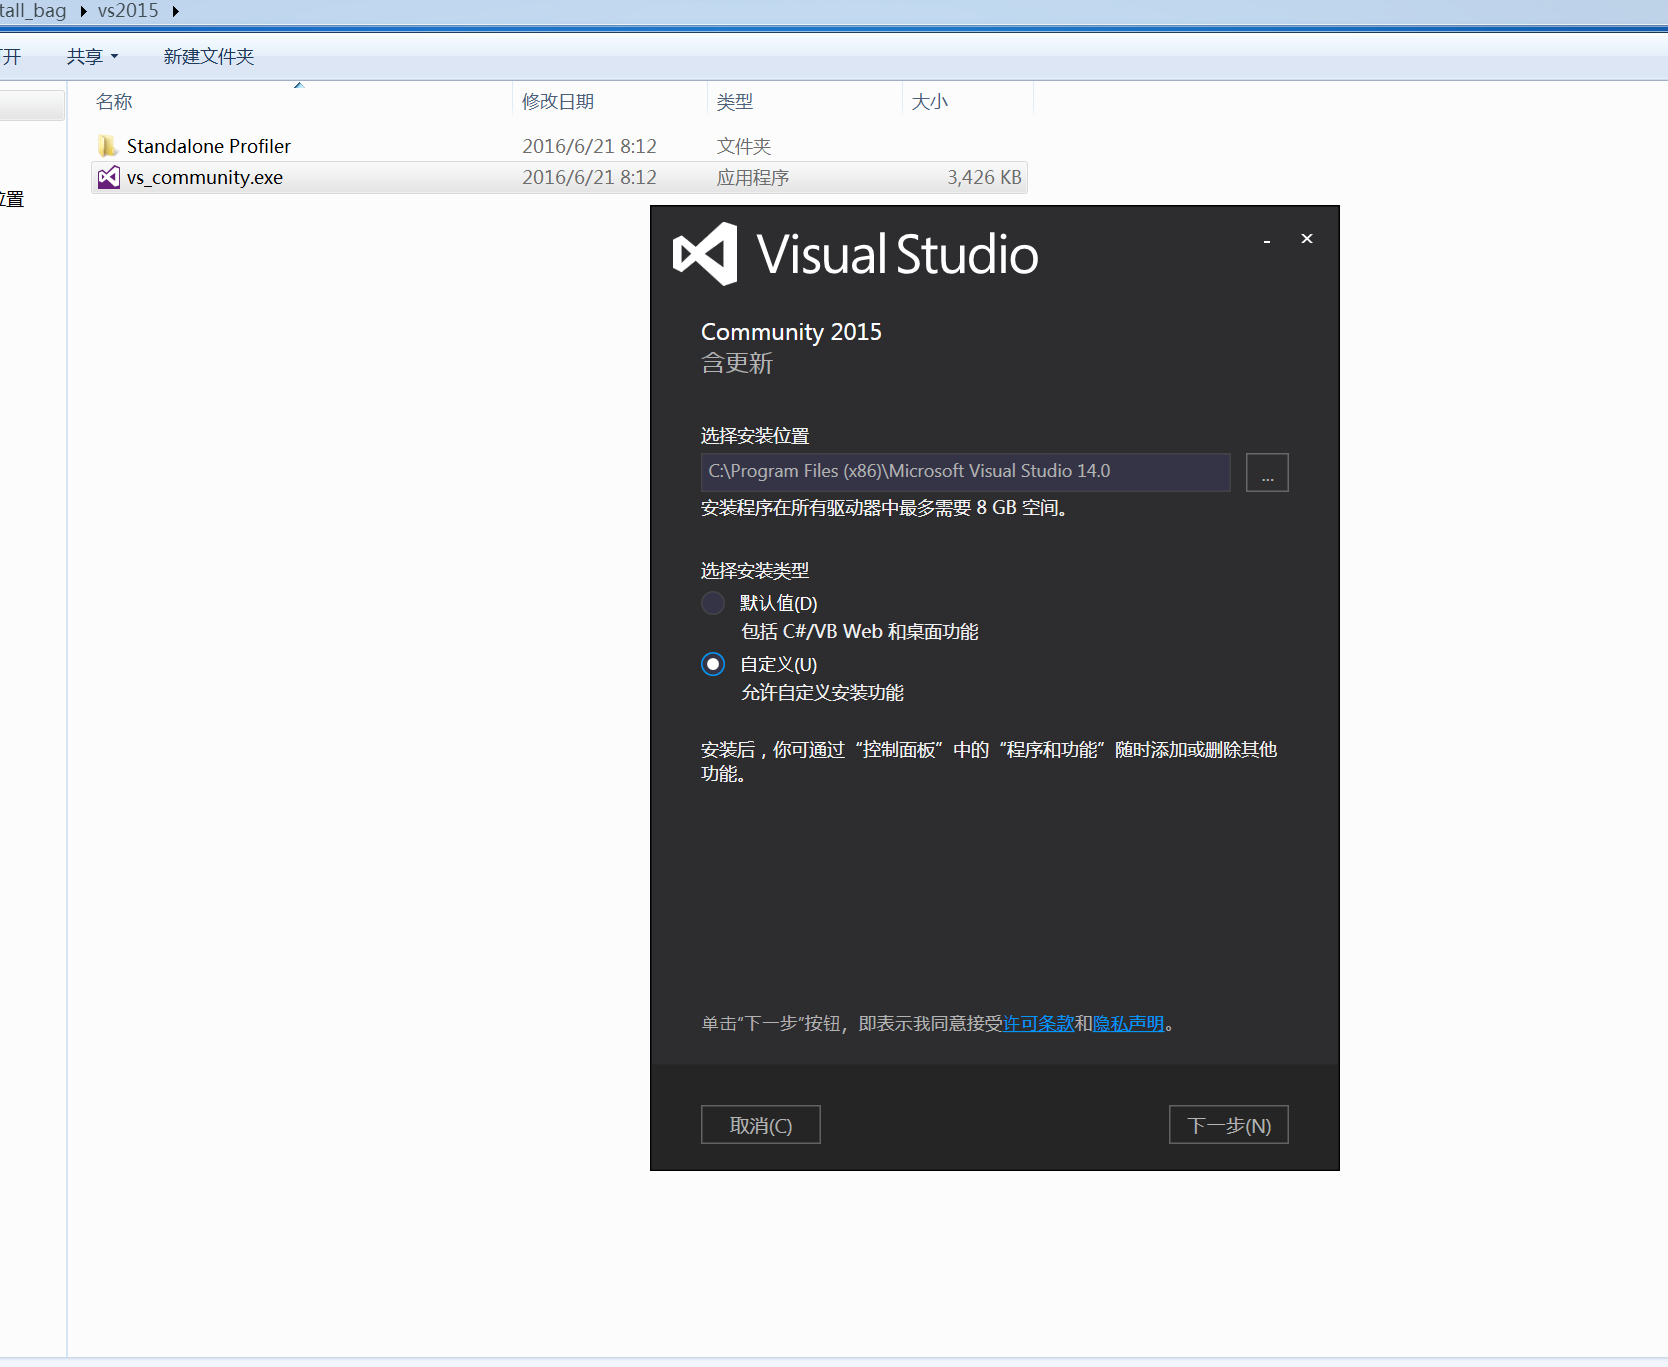 tall_bag vs2015
开 共享 新建文件夹
名称 修改日期 类型 大小
Standalone Profiler 2016/6/21 8:12 文件夹
vs_community.exe 2016/6/21 8:12 应用程序 3,426 KB
位置
Visual Studio
Community 2015
含更新
选择安装位置
C:\Program Files (x86)\Microsoft Visual Studio 14.0
...
安装程序在所有驱动器中最多需要 8 GB 空间。
选择安装类型
默认值(D)
包括 C#/VB Web 和桌面功能
自定义(U)
允许自定义安装功能
安装后，你可通过“控制面板”中的“程序和功能”随时添加或删除其他
功能。
单击“下一步”按钮，即表示我同意接受许可条款和隐私声明。
取消(C) 下一步(N)